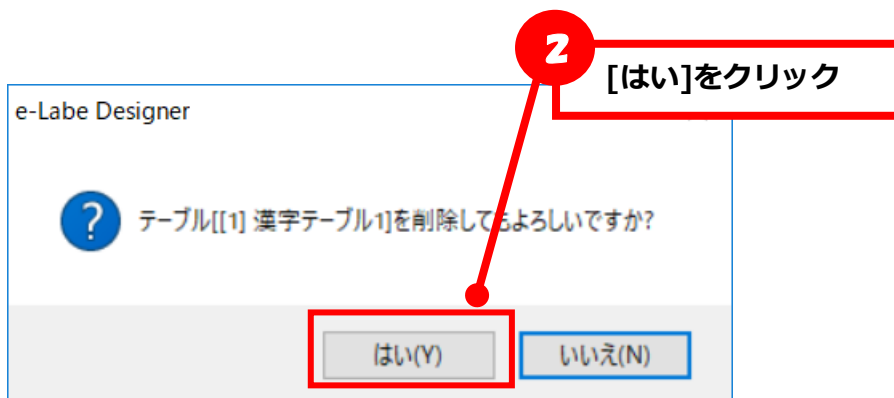 2
[はい]をクリック
e-Labe Designer
?
テーブル[[1] 漢字テーブル1]を削除してもよろしいですか?
はい(Y)
いいえ(N)